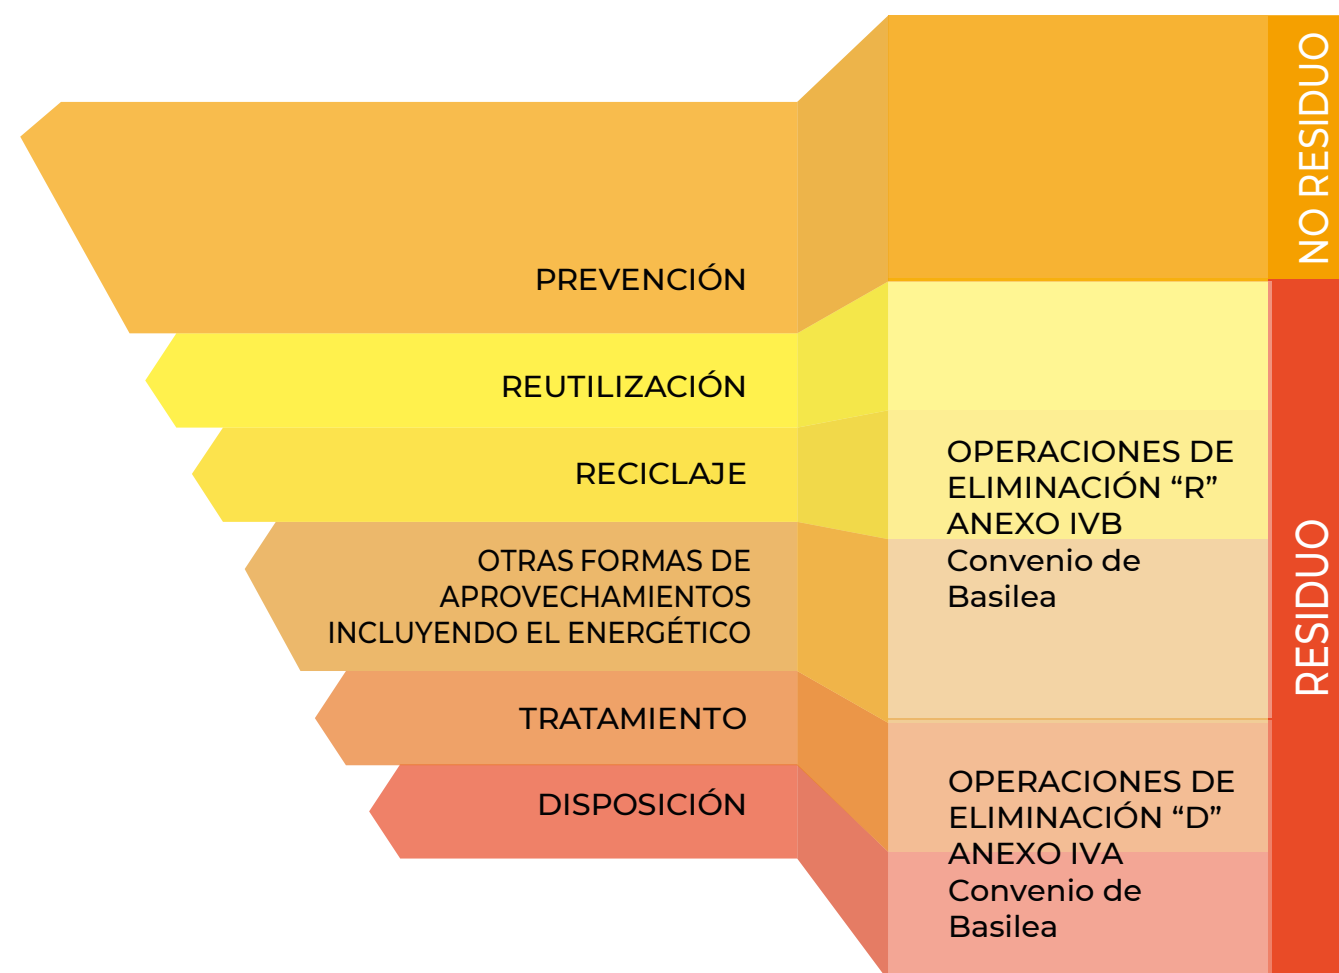 PREVENCIÓN
REUTILIZACIÓN
RECICLAJE
OTRAS FORMAS DE
APROVECHAMIENTOS
INCLUYENDO EL ENERGÉTICO
TRATAMIENTO
DISPOSICIÓN
OPERACIONES DE
ELIMINACIÓN “R”
ANEXO IVB
Convenio de
Basilea
OPERACIONES DE
ELIMINACIÓN “D”
ANEXO IVA
Convenio de
Basilea
NO RESIDUO
RESIDUO